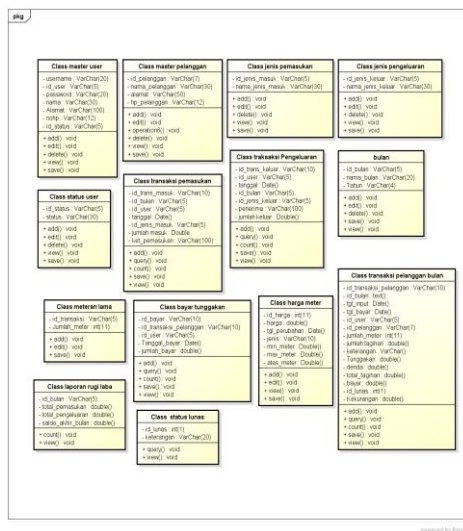 pkg
Class master user
- username : VarChar(20)
- id_user : VarChar(5)
- password : VarChar(20)
- nama : VarChar(30)
- Alamat : VarChar(100)
- nohp : VarChar(12)
- id_status : VarChar(5)
+ add() : void
+ edit() : void
+ delete() : void
+ view() : void
+ save() : void
Class master pelanggan
- id_pelanggan : VarChar(7)
- nama_pelanggan : VarChar(30)
- alamat : VarChar(50)
- hp_pelanggan : VarChar(12)
+ add() : void
+ edit() : void
+ operation6() : void
+ delete() : void
+ view() : void
+ save() : void
Class jenis pemasukan
- id_jenis_masuk : VarChar(5)
- nama_jenis_masuk : VarChar(30)
+ add() : void
+ edit() : void
+ delete() : void
+ view() : void
+ save() : void
Class jenis pengeluaran
- id_jenis_keluar : VarChar(5)
- nama_jenis_keluar : VarChar(30)
+ add() : void
+ edit() : void
+ delete() : void
+ view() : void
+ save() : void
Class status user
- id_status : VarChar(5)
- status : VarChar(30)
+ add() : void
+ edit() : void
+ delete() : void
+ view() : void
+ save() : void
Class transaksi pemasukan
- id_trans_masuk : VarChar(10)
- id_bulan : VarChar(5)
- id_user : VarChar(5)
- tanggal : Date()
- id_jenis_masuk : VarChar(5)
- jumlah masuk : Double
- ket_pemasukan : VarChar(100)
+ add() : void
+ query() : void
+ count() : void
+ save() : void
+ view() : void
Class traksaksi Pengeluaran
- id_trans_keluar : VarChar(10)
- id_user : VarChar(5)
- tanggal : Date()
- id_bulan : VarChar(5)
- id_jenis_keluar : VarChar(5)
- penerima : VarChar(100)
- jumlah keluar : Double()
+ add() : void
+ query() : void
+ count() : void
+ save() : void
+ view() : void
bulan
- id_bulan : VarChar(5)
- nama_bulan : VarChar(20)
- Tahun : VarChar(4)
+ add() : void
+ edit() : void
+ delete() : void
+ save() : void
+ view() : void
Class meteran lama
- id_transaksi : VarChar(5)
- Jumlah_meter : int(11)
+ add() : void
+ edit() : void
+ save() : void
Class bayar tunggakan
- id_bayar : VarChar(10)
- id_transaksi_pelanggan : VarChar(10)
- id_user : VarChar(5)
- Tanggal_bayar : Date()
- jumlah_bayar : double()
+ add() : void
+ query() : void
+ count() : void
+ save() : void
+ view() : void
Class harga meter
- id_harga : int(11)
- harga : double()
- tgl_perubahan : Date()
- jenis : VarChar(10)
- min_meter : Double()
- max_meter : Double()
- atas_meter : Double()
+ add() : void
+ edit() : void
+ view() : void
+ save() : void
Class transaksi pelanggan bulan
- id_transaksi_pelanggan : VarChar(10)
- id_bulan : text()
- tgl_input : Date()
- tgl_bayar : Date()
- id_user : VarChar(5)
- id_pelanggan : VarChar(7)
- jumlah_meter : int(11)
- jumlah tagihan : double()
- keterangan : VarChar()
- Tunggakan : double()
- denda : double()
- total_tagihan : double()
- bayar : double()
- id_lunas : int(1)
- Kekurangan : double()
+ add() : void
+ query() : void
+ count() : void
+ save() : void
+ view() : void
Class laporan rugi laba
- id_bulan : VarChar(5)
- total_pemasukan : double()
- total_pengeluaran : double()
- saldo_akhir_bulan : double()
+ count() : void
+ view() : void
Class status lunas
- id_lunas : int(1)
- keterangan : VarChar(20)
+ query() : void
+ view() : void